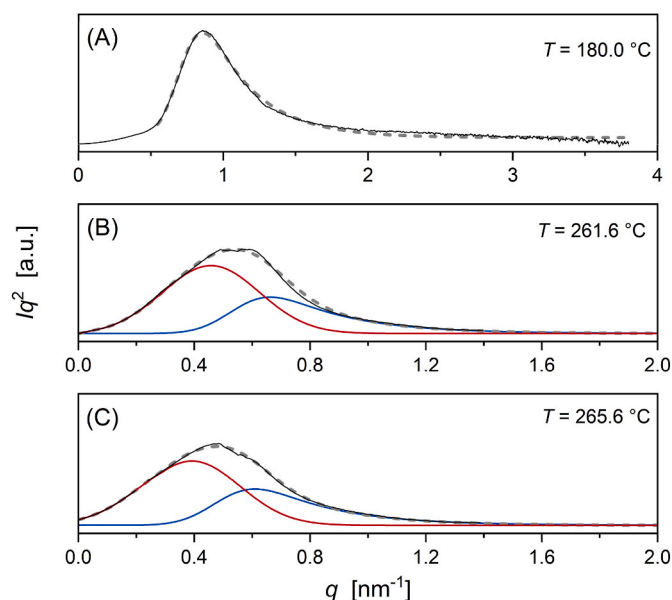 (A)
T = 180.0 °C
0 1 2 3 4
(B)
T = 261.6 °C
0.0 0.4 0.8 1.2 1.6 2.0
Iq² [a.u.]
(C)
T = 265.6 °C
0.0 0.4 0.8 1.2 1.6 2.0
q [nm⁻¹]